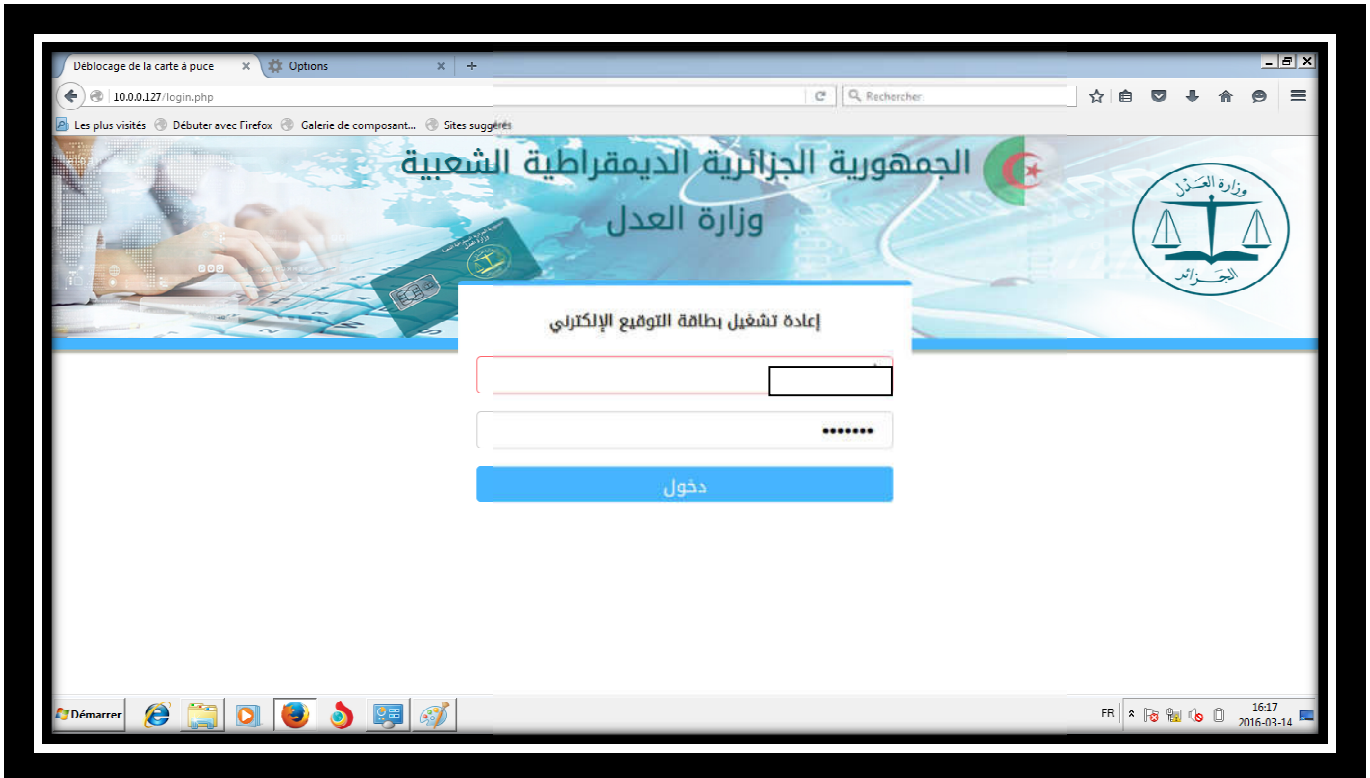 Déblocage de la carte à puce
Options
10.0.0.127/login.php
Rechercher
Les plus visités Débuter avec Firefox Galerie de composant... Sites suggérés
الجمهورية الجزائرية الديمقراطية الشعبية
وزارة العدل
وزارة العدل
الجزائر
إعادة تشغيل بطاقة التوقيع الإلكترني
•••••••
دخول
Démarrer
FR
16:17
2016-03-14